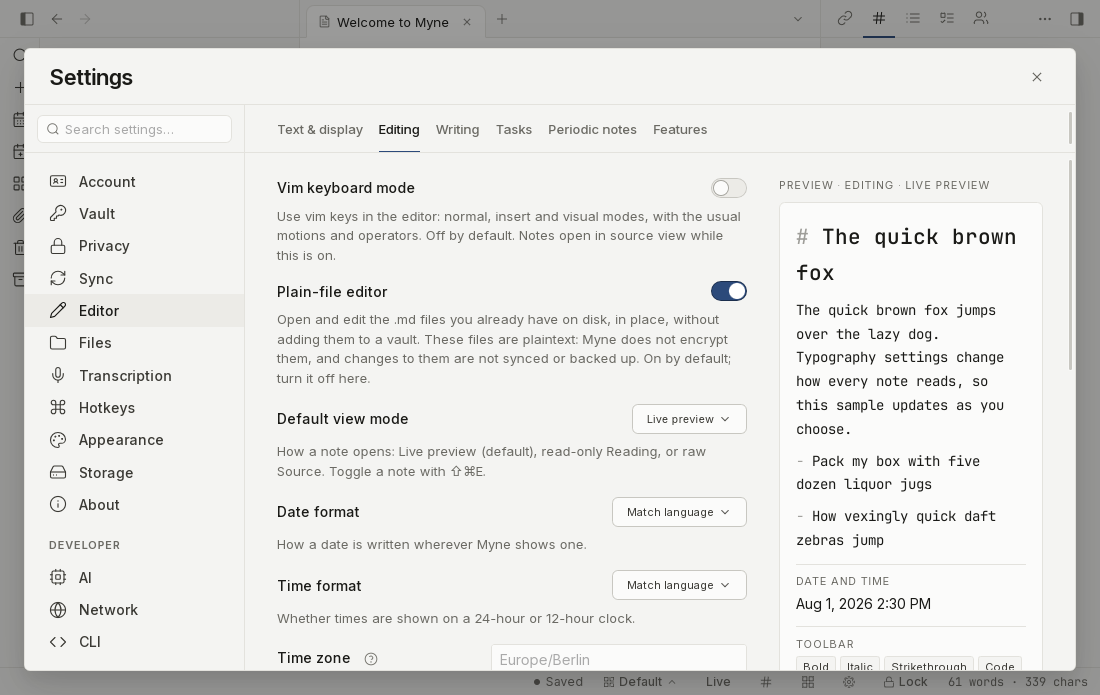 Welcome to Myne
Settings
Search settings...
Account
Vault
Privacy
Sync
Editor
Files
Transcription
Hotkeys
Appearance
Storage
About
DEVELOPER
AI
Network
CLI
Text & display
Editing
Writing
Tasks
Periodic notes
Features
Vim keyboard mode
Use vim keys in the editor: normal, insert and visual modes, with the usual
motions and operators. Off by default. Notes open in source view while
this is on.
Plain-file editor
Open and edit the .md files you already have on disk, in place, without
adding them to a vault. These files are plaintext: Myne does not encrypt
them, and changes to them are not synced or backed up. On by default;
turn it off here.
Default view mode
Live preview
How a note opens: Live preview (default), read-only Reading, or raw
Source. Toggle a note with ⇧⌘E.
Date format
Match language
How a date is written wherever Myne shows one.
Time format
Match language
Whether times are shown on a 24-hour or 12-hour clock.
Time zone
Europe/Berlin
PREVIEW · EDITING · LIVE PREVIEW
# The quick brown
fox
The quick brown fox jumps
over the lazy dog.
Typography settings change
how every note reads, so
this sample updates as you
choose.
- Pack my box with five
dozen liquor jugs
- How vexingly quick daft
zebras jump
DATE AND TIME
Aug 1, 2026 2:30 PM
TOOLBAR
Bold Italic Strikethrough Code
Saved Default Live Lock 61 words · 339 chars